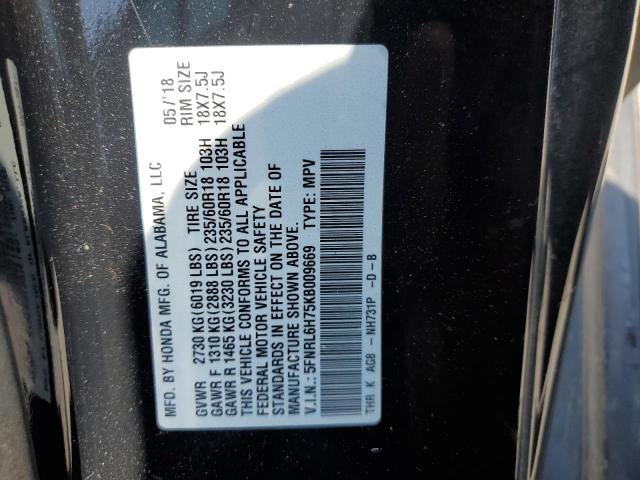 MFD. BY HONDA MFG. OF ALABAMA, LLC 05/'18
TIRE SIZE RIM SIZE
GVWR 2730 KG (6019 LBS)
GAWR F 1310 KG (2888 LBS) 235/60R18 103H 18X7.5J
GAWR R 1465 KG (3230 LBS) 235/60R18 103H 18X7.5J
THIS VEHICLE CONFORMS TO ALL APPLICABLE
FEDERAL MOTOR VEHICLE SAFETY
STANDARDS IN EFFECT ON THE DATE OF
MANUFACTURE SHOWN ABOVE.
V.I.N.: 5FNRL6H75KB009669 TYPE: MPV
THR K AG8 - NH731P -D-B